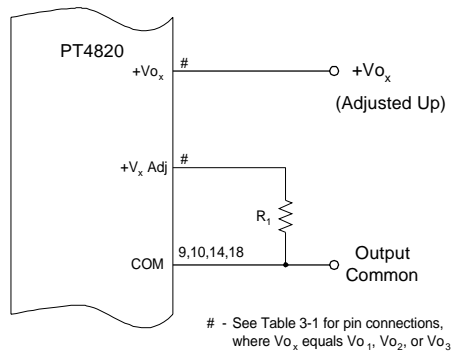 PT4820
+Vox # +Vox
(Adjusted Up)
+Vx Adj #
R1
COM 9,10,14,18 Output
Common
# - See Table 3-1 for pin connections,
where Vox equals Vo1, Vo2, or Vo3